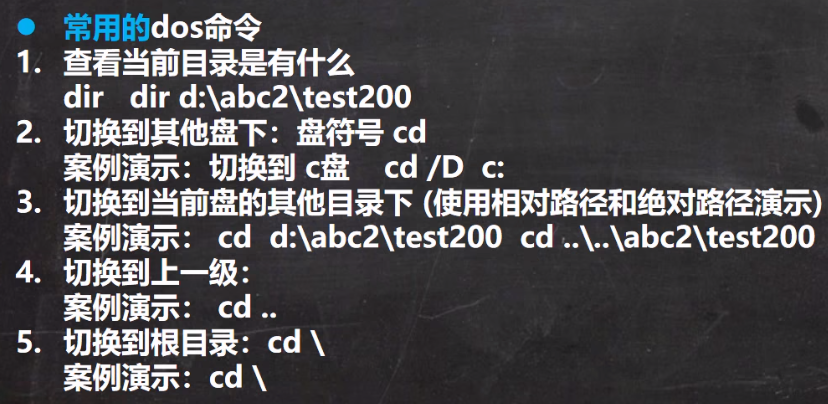 ● 常用的dos命令
1. 查看当前目录是有什么
dir dir d:\abc2\test200
2. 切换到其他盘下：盘符号 cd
案例演示：切换到 c盘 cd /D c:
3. 切换到当前盘的其他目录下 (使用相对路径和绝对路径演示)
案例演示： cd d:\abc2\test200 cd ..\..\abc2\test200
4. 切换到上一级：
案例演示： cd ..
5. 切换到根目录：cd \
案例演示：cd \